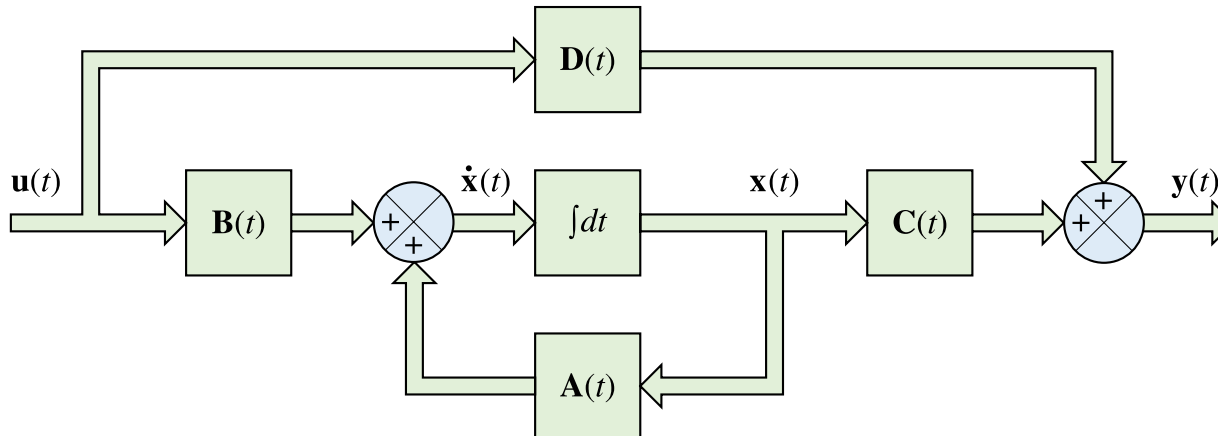 D(t)
u(t)
B(t)
+
+
ẋ(t)
∫dt
x(t)
C(t)
+
+
y(t)
A(t)